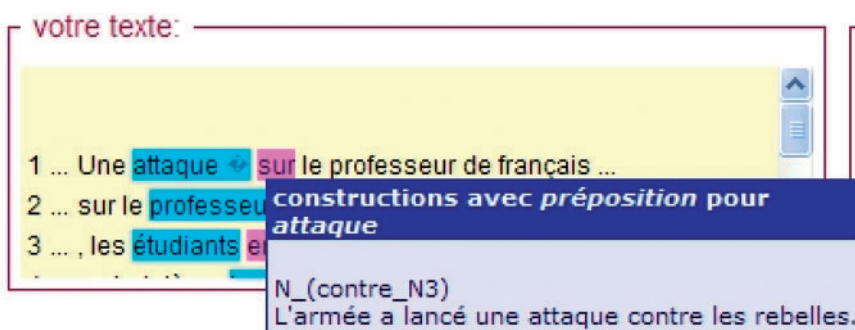 votre texte:
1 ... Une attaque � sur le professeur de français ...
2 ... sur le professeu
3 ... , les étudiants e
constructions avec préposition pour
attaque
N_(contre_N3)
L'armée a lancé une attaque contre les rebelles.